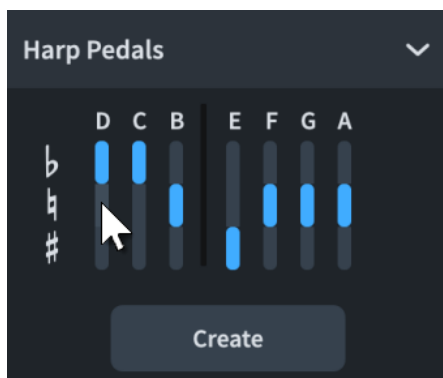 Harp Pedals
D C B E F G A
♭
♮
♯
Create